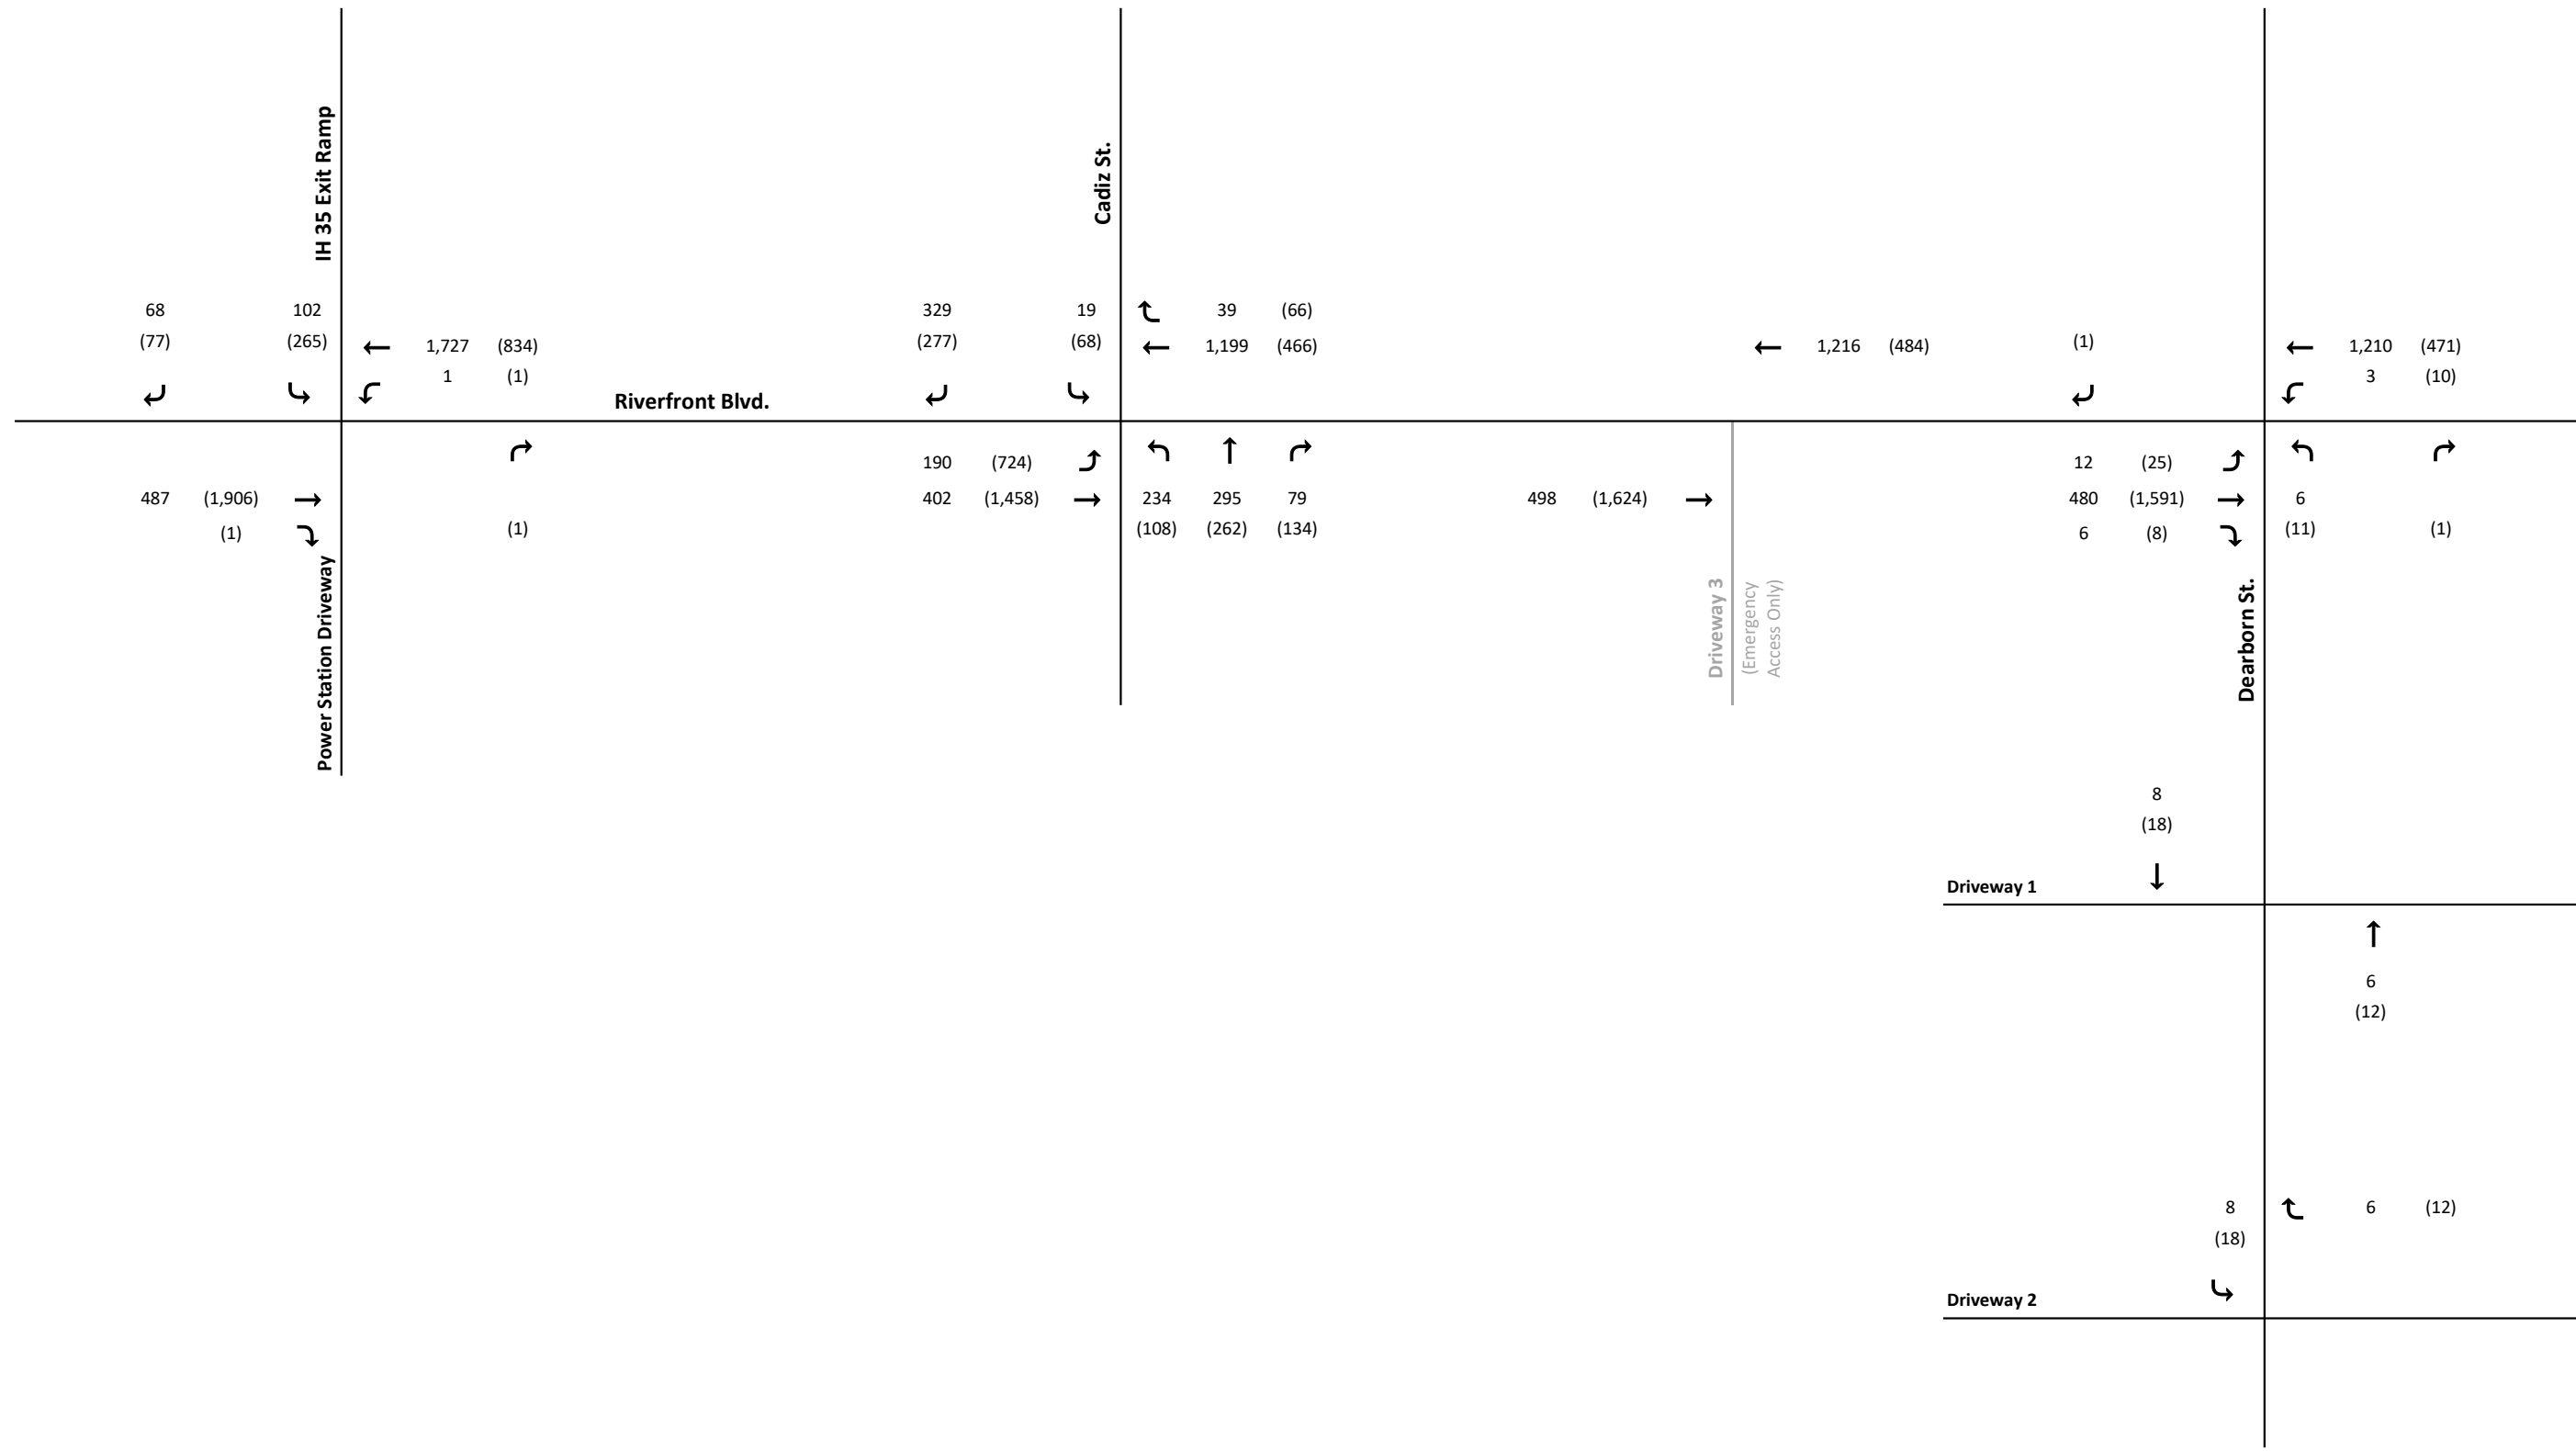 IH 35 Exit Ramp
Cadiz St.
68 102 329 19 39 (66)
(77) (265) (277) (68) (1)
1,727 (834) 1,199 (466) 1,216 (484) 1,210 (471)
1 (1) 3 (10)
Riverfront Blvd.
190 (724) 12 (25)
487 (1,906) 402 (1,458) 234 295 79 498 (1,624) 480 (1,591) 6
(1) (1) (108) (262) (134) 6 (8) (11) (1)
Power Station Driveway
Driveway 3
(Emergency
Access Only)
Dearborn St.
8
(18)
Driveway 1
6
(12)
8 6 (12)
(18)
Driveway 2